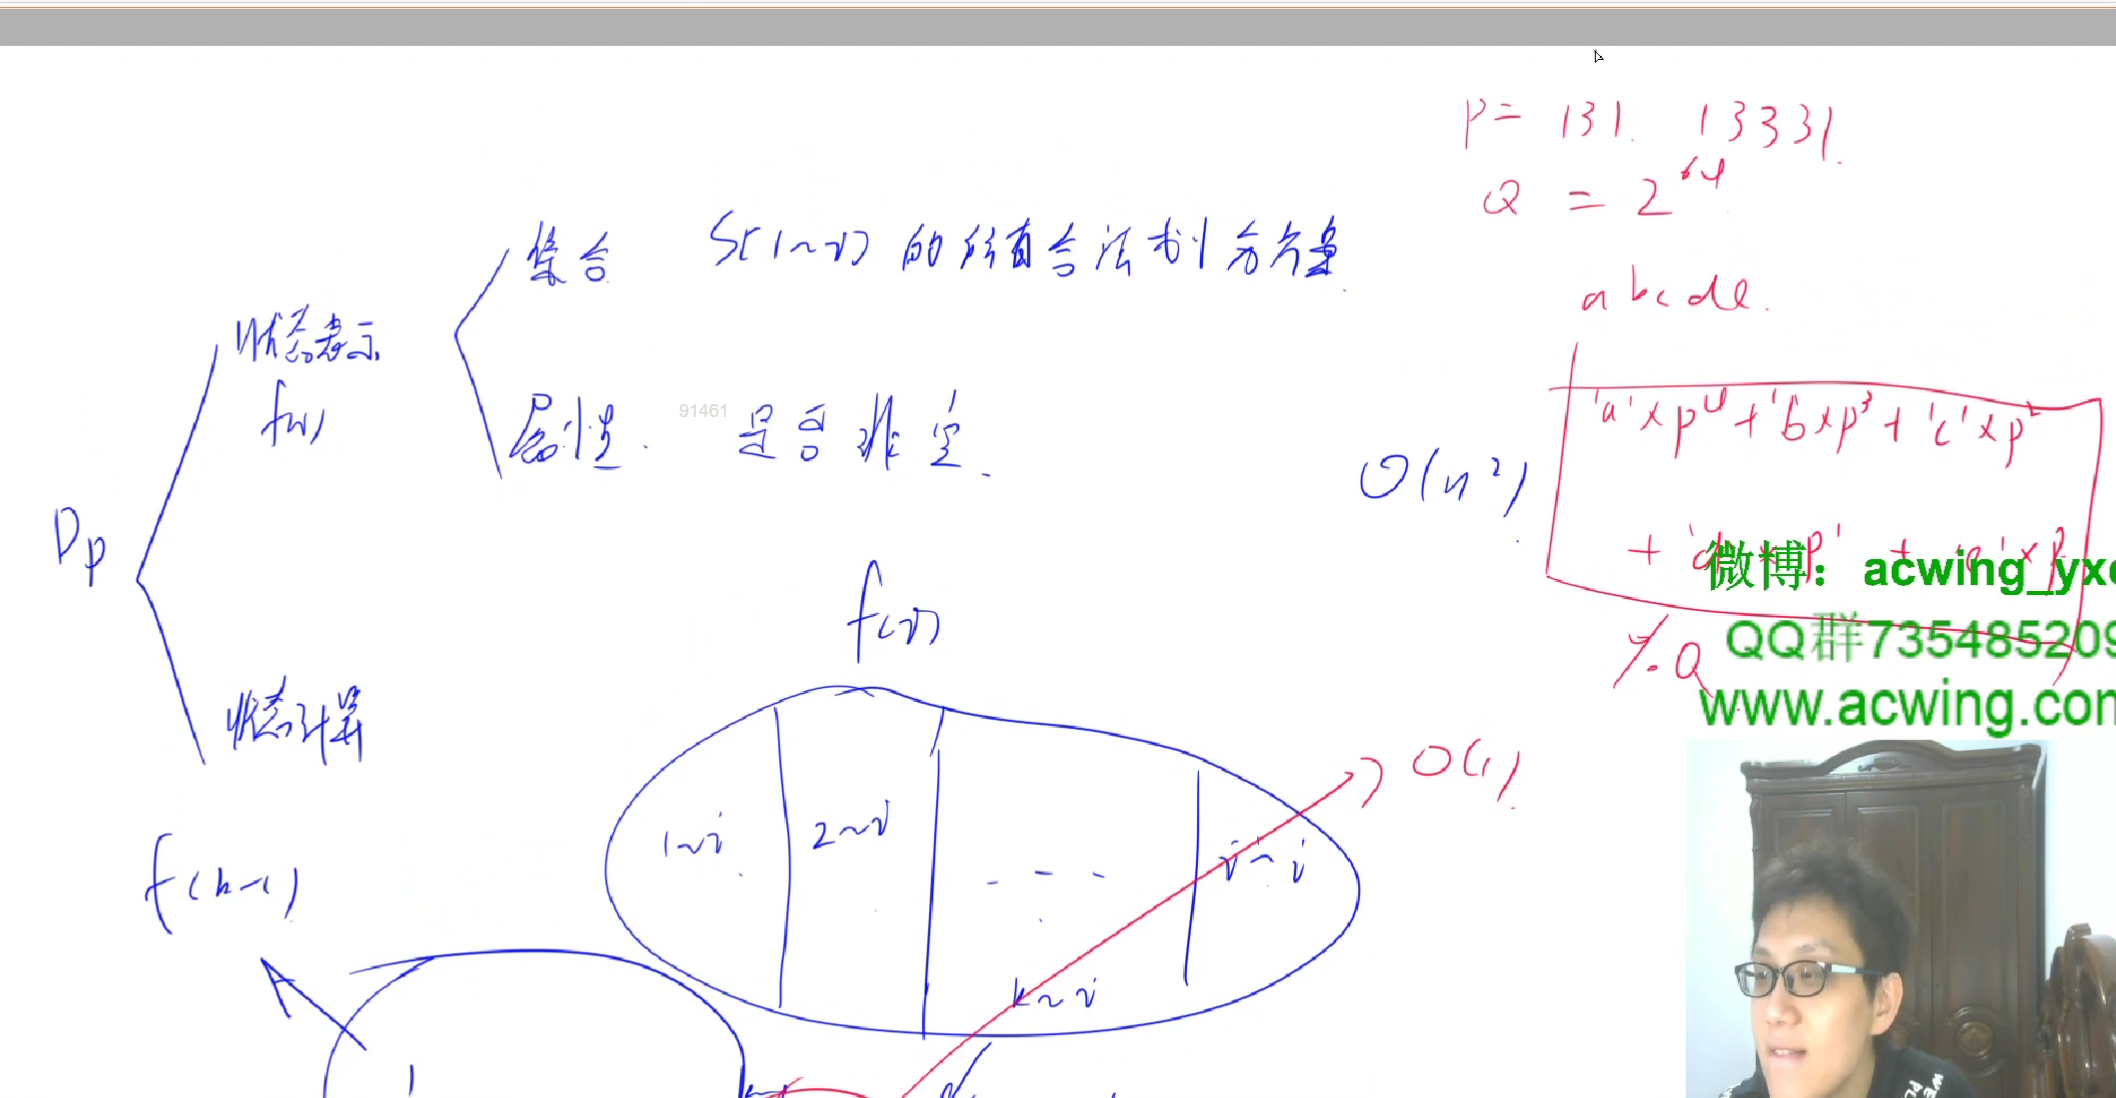 P = 131. 13331.
Q = 2^64
集合 S[1~i] 的所有合法划分方案.
abcde.
状态表示
f(i)
属性. 是否非空.
91461
'a'×p^4 + 'b'×p^3 + 'c'×p^2
O(n^2).
DP
+ 'd'×p^1 + 'e'×p
微博：acwing_yxc
f(i)
QQ群735485209
% Q
www.acwing.com
状态计算
O(1).
1~i
2~i
- - -
i~i
f(k-1)
k~i
WE